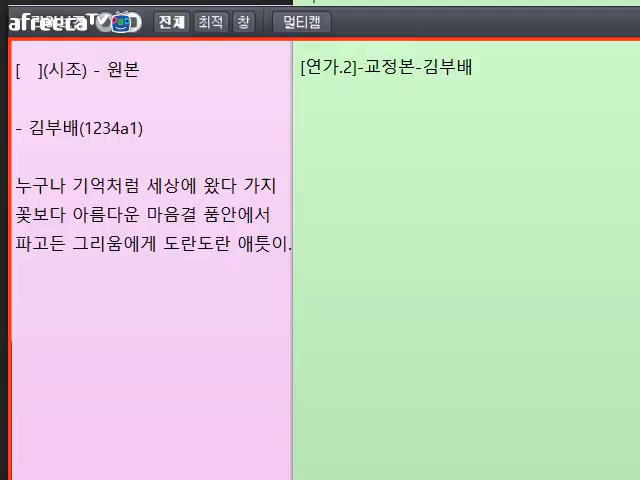 afreecaTV
전체 최적 창 멀티캠
[ ](시조) - 원본
- 김부배(1234a1)
누구나 기억처럼 세상에 왔다 가지
꽃보다 아름다운 마음결 품안에서
파고든 그리움에게 도란도란 애틋이.
[연가.2]-교정본-김부배